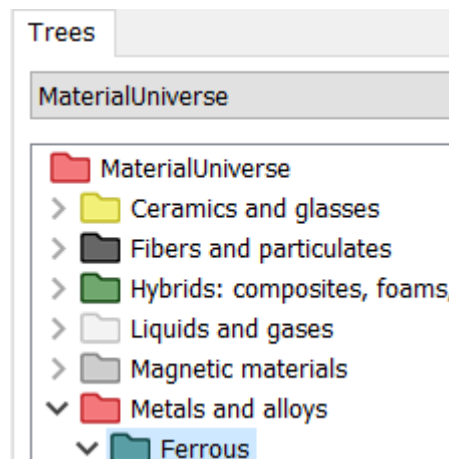 Trees
MaterialUniverse
MaterialUniverse
Ceramics and glasses
Fibers and particulates
Hybrids: composites, foams,
Liquids and gases
Magnetic materials
Metals and alloys
Ferrous